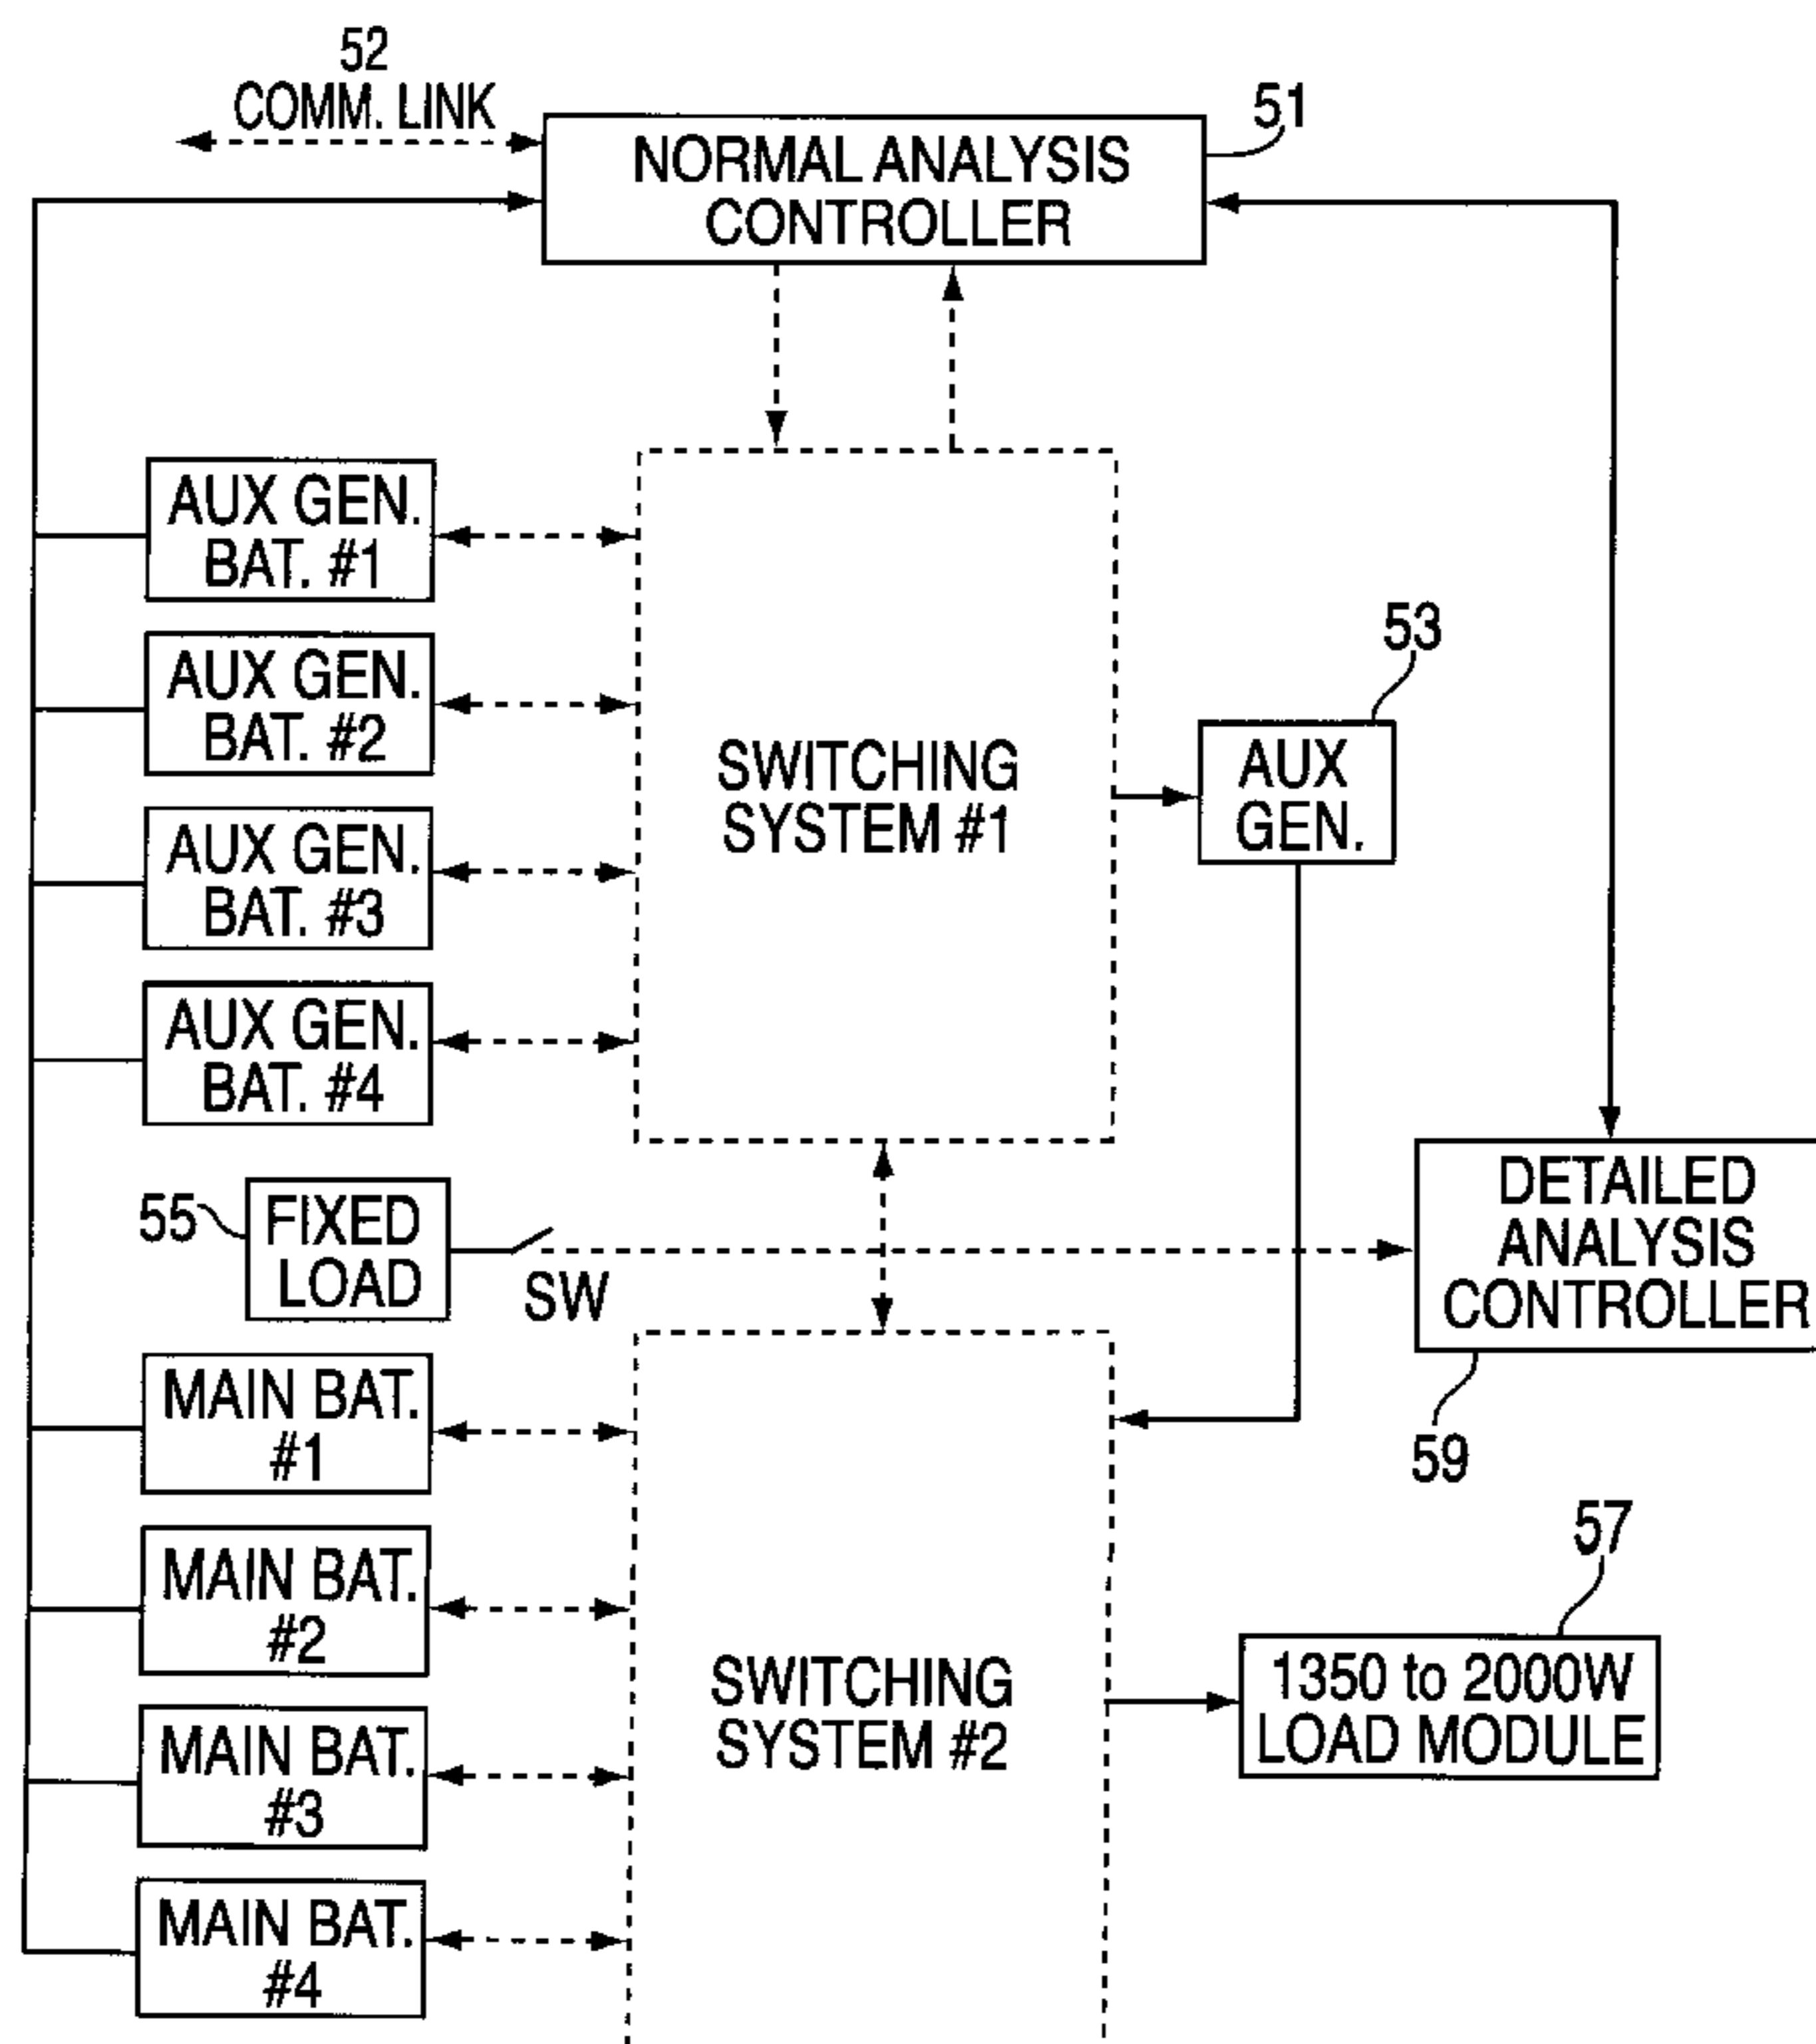 52
COMM. LINK
51
NORMAL ANALYSIS
CONTROLLER
AUX GEN.
BAT. #1
AUX GEN.
BAT. #2
53
SWITCHING
SYSTEM #1
AUX
GEN.
AUX GEN.
BAT. #3
AUX GEN.
BAT. #4
55
FIXED
LOAD
SW
DETAILED
ANALYSIS
CONTROLLER
59
MAIN BAT.
#1
MAIN BAT.
#2
57
SWITCHING
SYSTEM #2
1350 to 2000W
LOAD MODULE
MAIN BAT.
#3
MAIN BAT.
#4